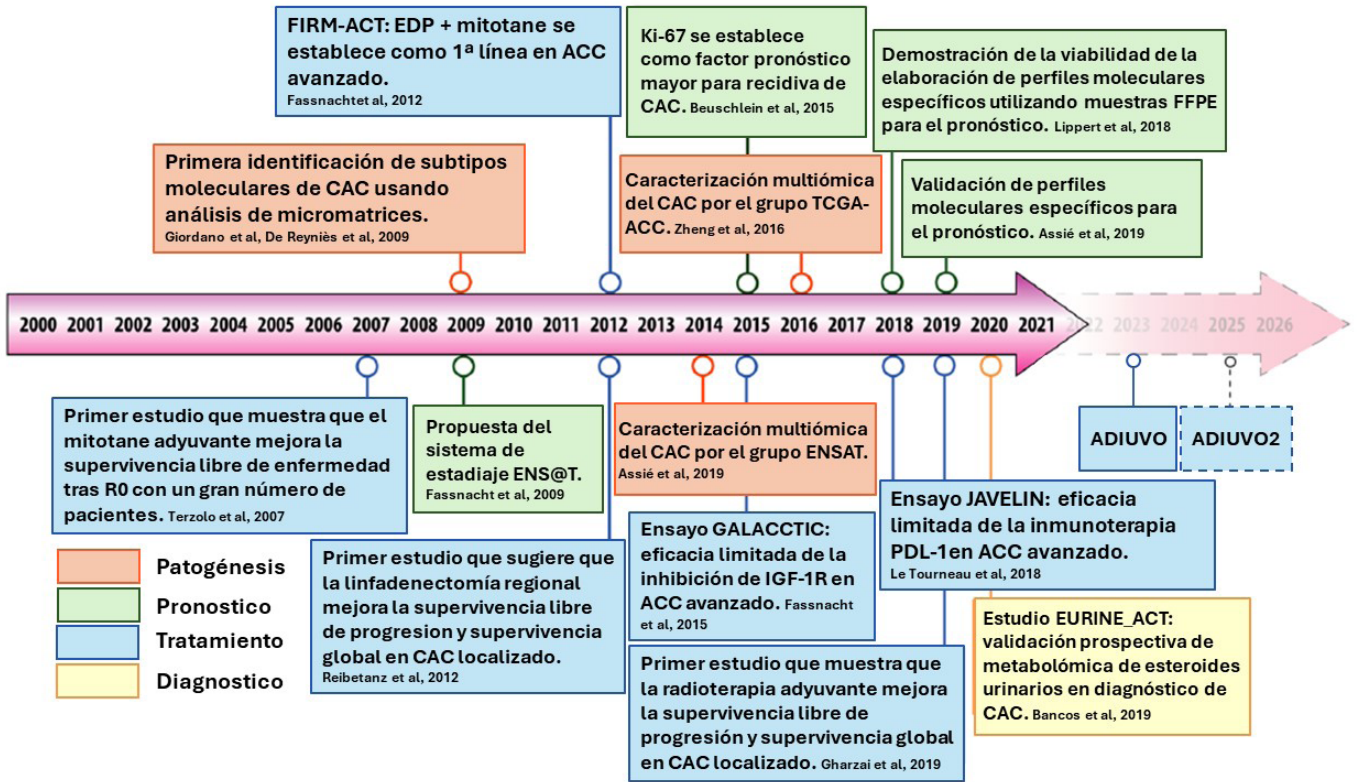 FIRM-ACT: EDP + mitotane se
establece como 1ª línea en ACC
avanzado.
Fassnachtet al, 2012
Ki-67 se establece
como factor pronóstico
mayor para recidiva de
CAC. Beuschlein et al, 2015
Demostración de la viabilidad de la
elaboración de perfiles moleculares
específicos utilizando muestras FFPE
para el pronóstico. Lippert et al, 2018
Primera identificación de subtipos
moleculares de CAC usando
análisis de micromatrices.
Giordano et al, De Reyniès et al, 2009
Caracterización multiómica
del CAC por el grupo TCGA-
ACC. Zheng et al, 2016
Validación de perfiles
moleculares específicos para
el pronóstico. Assié et al, 2019
2000 2001 2002 2003 2004 2005 2006 2007 2008 2009 2010 2011 2012 2013 2014 2015 2016 2017 2018 2019 2020 2021 2022 2023 2024 2025 2026
Primer estudio que muestra que el
mitotane adyuvante mejora la
supervivencia libre de enfermedad
tras R0 con un gran número de
pacientes. Terzolo et al, 2007
Propuesta del
sistema de
estadiaje ENS@T.
Fassnacht et al, 2009
Caracterización multiómica
del CAC por el grupo ENSAT.
Assié et al, 2019
ADIUVO
ADIUVO2
Primer estudio que sugiere que
la linfadenectomía regional
mejora la supervivencia libre
de progresion y supervivencia
global en CAC localizado.
Reibetanz et al, 2012
Ensayo GALACCTIC:
eficacia limitada de la
inhibición de IGF-1R en
ACC avanzado. Fassnacht
et al, 2015
Ensayo JAVELIN: eficacia
limitada de la inmunoterapia
PDL-1en ACC avanzado.
Le Tourneau et al, 2018
Primer estudio que muestra que
la radioterapia adyuvante mejora
la supervivencia libre de
progresión y supervivencia global
en CAC localizado. Gharzai et al, 2019
Estudio EURINE_ACT:
validación prospectiva de
metabolómica de esteroides
urinarios en diagnóstico de
CAC. Bancos et al, 2019
Patogénesis
Pronostico
Tratamiento
Diagnostico